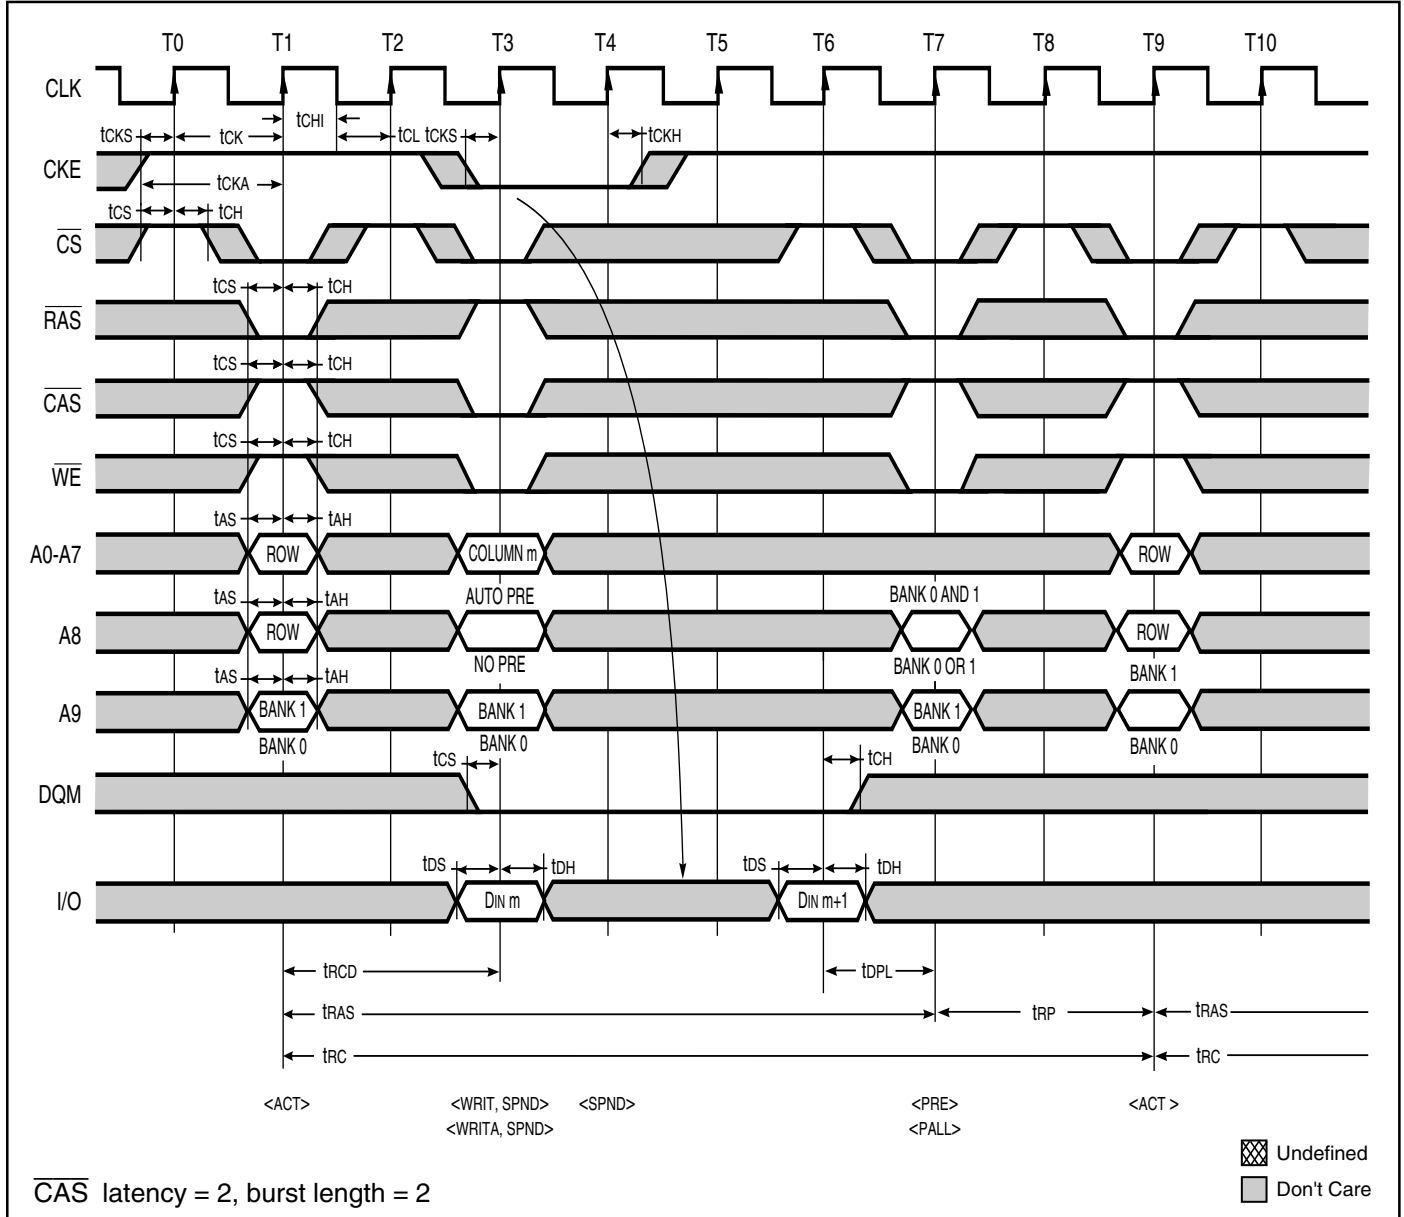 T0 T1 T2 T3 T4 T5 T6 T7 T8 T9 T10
CLK
tCHI
tCKS tCK tCL tCKS tCKH
CKE
tCKA
tCS tCH
CS
tCS tCH
RAS
tCS tCH
CAS
tCS tCH
WE
tAS tAH
A0-A7 ROW COLUMN m ROW
tAS tAH AUTO PRE BANK 0 AND 1
A8 ROW ROW
NO PRE BANK 0 OR 1 BANK 1
tAS tAH
A9 BANK 1 BANK 1 BANK 1
BANK 0 BANK 0 BANK 0 BANK 0
tCS tCH
DQM
tDS tDH tDS tDH
I/O DIN m DIN m+1
tRCD tDPL
tRAS tRP tRAS
tRC tRC
<ACT> <WRIT, SPND> <SPND> <PRE> <ACT >
<WRITA, SPND> <PALL>
Undefined
Don't Care
CAS latency = 2, burst length = 2